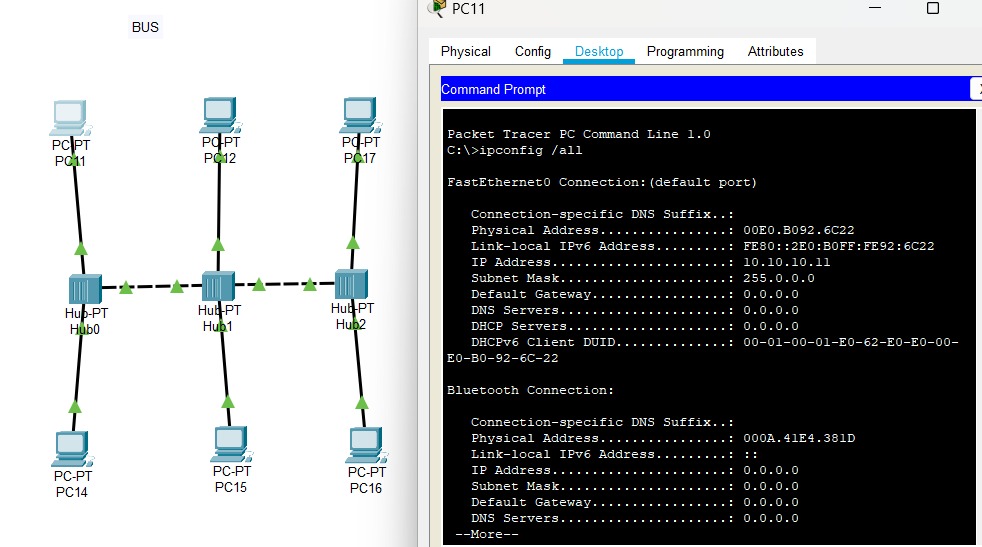 BUS
PC-PT
PC11
PC-PT
PC12
PC-PT
PC17
Hub-PT
Hub0
Hub-PT
Hub1
Hub-PT
Hub2
PC-PT
PC14
PC-PT
PC15
PC-PT
PC16
PC11
Physical Config Desktop Programming Attributes
Command Prompt
X
Packet Tracer PC Command Line 1.0
C:\>ipconfig /all
FastEthernet0 Connection:(default port)
Connection-specific DNS Suffix..:
Physical Address................: 00E0.B092.6C22
Link-local IPv6 Address.........: FE80::2E0:B0FF:FE92:6C22
IP Address......................: 10.10.10.11
Subnet Mask.....................: 255.0.0.0
Default Gateway.................: 0.0.0.0
DNS Servers.....................: 0.0.0.0
DHCP Servers....................: 0.0.0.0
DHCPv6 Client DUID..............: 00-01-00-01-E0-62-E0-E0-00-
E0-B0-92-6C-22
Bluetooth Connection:
Connection-specific DNS Suffix..:
Physical Address................: 000A.41E4.381D
Link-local IPv6 Address.........: ::
IP Address......................: 0.0.0.0
Subnet Mask.....................: 0.0.0.0
Default Gateway.................: 0.0.0.0
DNS Servers.....................: 0.0.0.0
--More--